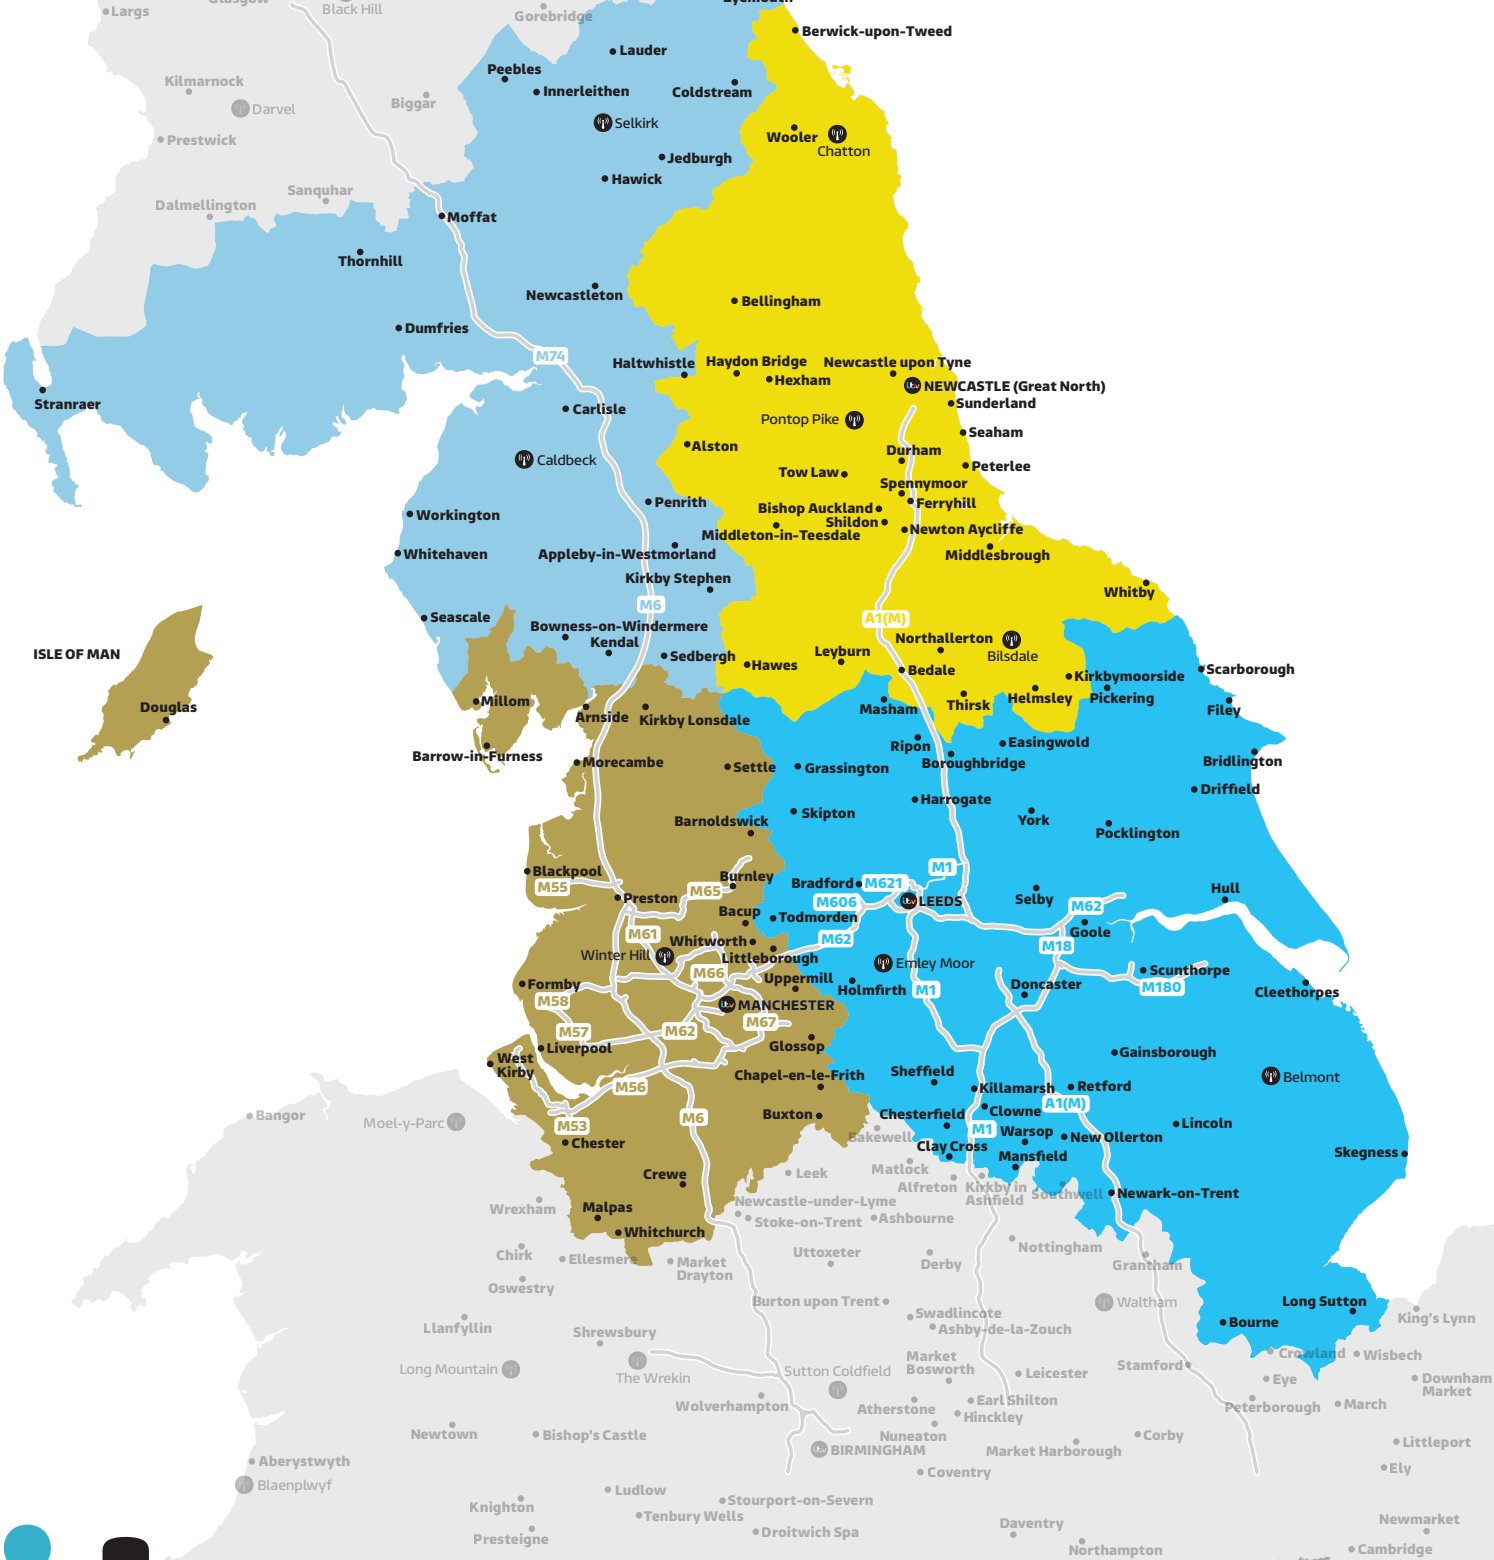 Largs
Black Hill
Gorebridge
Berwick-upon-Tweed
Lauder
Peebles
Kilmarnock
Innerleithen
Coldstream
Biggar
Darvel
Selkirk
Wooler
Prestwick
Chatton
Jedburgh
Hawick
Sanquhar
Dalmellington
Moffat
Thornhill
Newcastleton
Bellingham
Dumfries
M74
Haltwhistle
Haydon Bridge
Newcastle upon Tyne
Hexham
NEWCASTLE (Great North)
Stranraer
Carlisle
Sunderland
Pontop Pike
Seaham
Alston
Durham
Caldbeck
Peterlee
Tow Law
Spennymoor
Penrith
Ferryhill
Bishop Auckland
Workington
Shildon
Newton Aycliffe
Middleton-in-Teesdale
Whitehaven
Appleby-in-Westmorland
Middlesbrough
Kirkby Stephen
Whitby
M6
Seascale
A1(M)
Bowness-on-Windermere
Northallerton
Kendal
ISLE OF MAN
Leyburn
Bilsdale
Sedbergh
Hawes
Bedale
Scarborough
Kirkbymoorside
Millom
Helmsley
Pickering
Douglas
Thirsk
Masham
Filey
Arnside
Kirkby Lonsdale
Easingwold
Ripon
Barrow-in-Furness
Boroughbridge
Bridlington
Morecambe
Settle
Grassington
Driffield
Harrogate
Skipton
York
Barnoldswick
Pocklington
M1
Blackpool
Burnley
Bradford
M621
M55
M65
Hull
Preston
M606
LEEDS
Selby
M62
Bacup
Todmorden
M61
Goole
Whitworth
M62
M18
Winter Hill
Littleborough
Emley Moor
M66
Scunthorpe
Uppermill
Formby
Doncaster
M180
Holmfirth
M1
Cleethorpes
M58
MANCHESTER
M67
M57
M62
Liverpool
Glossop
Gainsborough
West
Kirby
Sheffield
Chapel-en-le-Frith
Belmont
M56
Killamarsh
Retford
A1(M)
Bangor
Moel-y-Parc
Buxton
Chesterfield
Clowne
M6
M53
Lincoln
M1
Warsop
Bakewell
New Ollerton
Chester
Clay Cross
Skegness
Mansfield
Matlock
Crewe
Leek
Alfreton
Kirkby in
Ashfield
Southwell
Newark-on-Trent
Newcastle-under-Lyme
Wrexham
Malpas
Stoke-on-Trent
Ashbourne
Whitchurch
Nottingham
Chirk
Ellesmere
Uttoxeter
Market
Drayton
Derby
Grantham
Oswestry
Burton upon Trent
Waltham
Long Sutton
Swadlincote
King's Lynn
Llanfyllin
Ashby-de-la-Zouch
Bourne
Shrewsbury
Crowland
Wisbech
Market
Bosworth
Long Mountain
Sutton Coldfield
Stamford
Leicester
The Wrekin
Eye
Downham
Market
Wolverhampton
Atherstone
Earl Shilton
Peterborough
March
Hinckley
Newtown
Bishop's Castle
Nuneaton
Corby
BIRMINGHAM
Market Harborough
Littleport
Aberystwyth
Ely
Coventry
Blaenplwyf
Ludlow
Stourport-on-Severn
Knighton
Tenbury Wells
Newmarket
Daventry
Presteigne
Droitwich Spa
Northampton
Cambridge